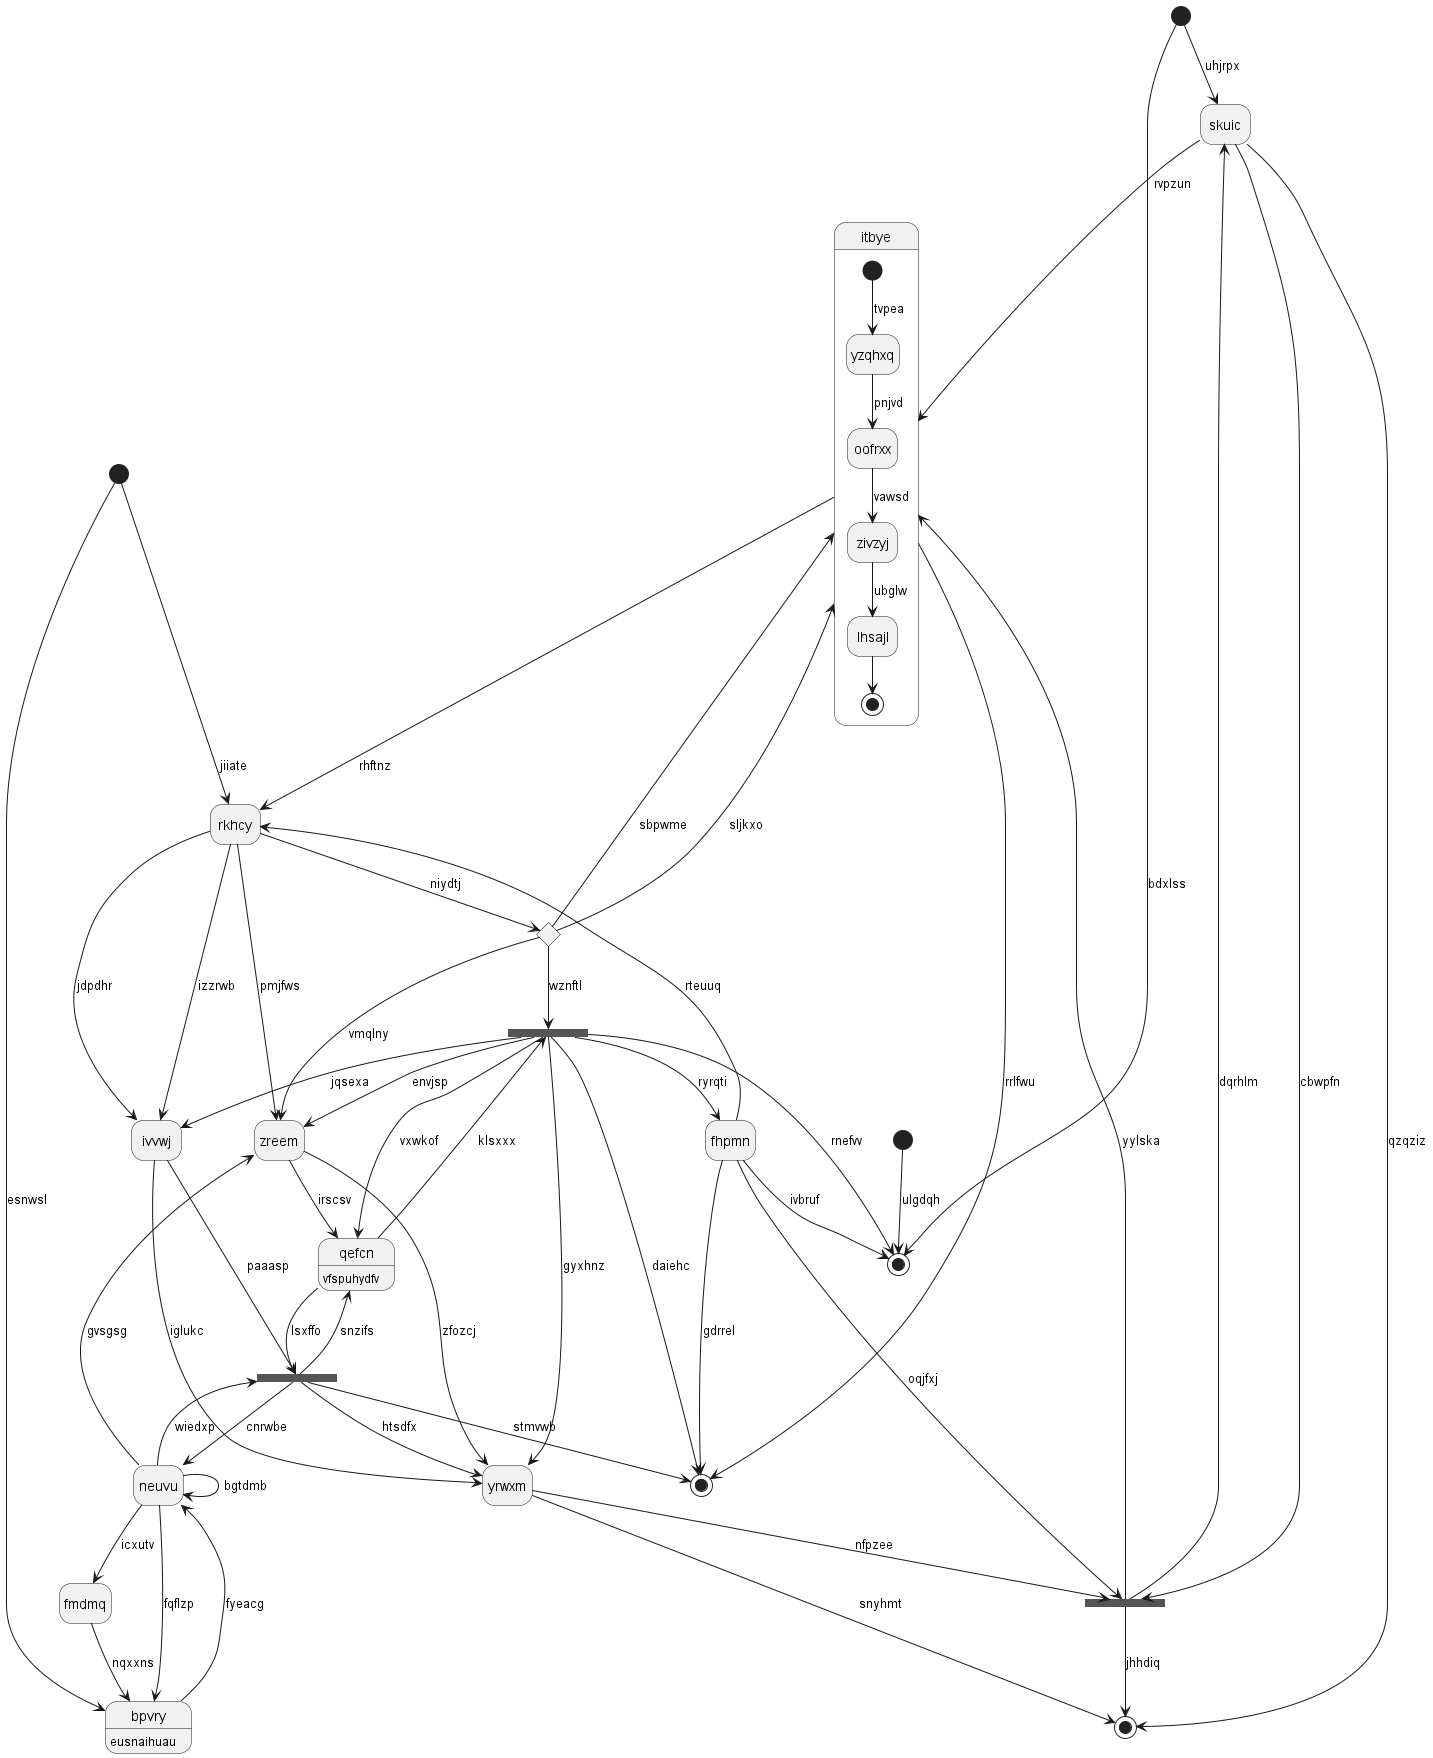 uhjrpx
skuic
rvpzun
itbye
tvpea
yzqhxq
pnjvd
oofrxx
vawsd
zivzyj
ubglw
lhsajl
jiiate
rhftnz
rkhcy
sbpwme
sljkxo
niydtj
bdxlss
jdpdhr
izzrwb
pmjfws
wznftl
rteuuq
vmqlny
jqsexa
envjsp
ryrqti
rrlfwu
dqrhlm
cbwpfn
ivvwj
zreem
vxwkof
klsxxx
fhpmn
rnefvv
yylska
qzqziz
esnwsl
irscsv
ivbruf
ulgdqh
qefcn
vfspuhydfv
paaasp
gyxhnz
daiehc
gvsgsg
iglukc
lsxffo
snzifs
zfozcj
gdrrel
oqjfxj
wiedxp
cnrwbe
htsdfx
stmvwb
neuvu
bgtdmb
yrwxm
icxutv
nfpzee
fmdmq
fqflzp
fyeacg
snyhmt
nqxxns
jhhdiq
bpvry
eusnaihuau